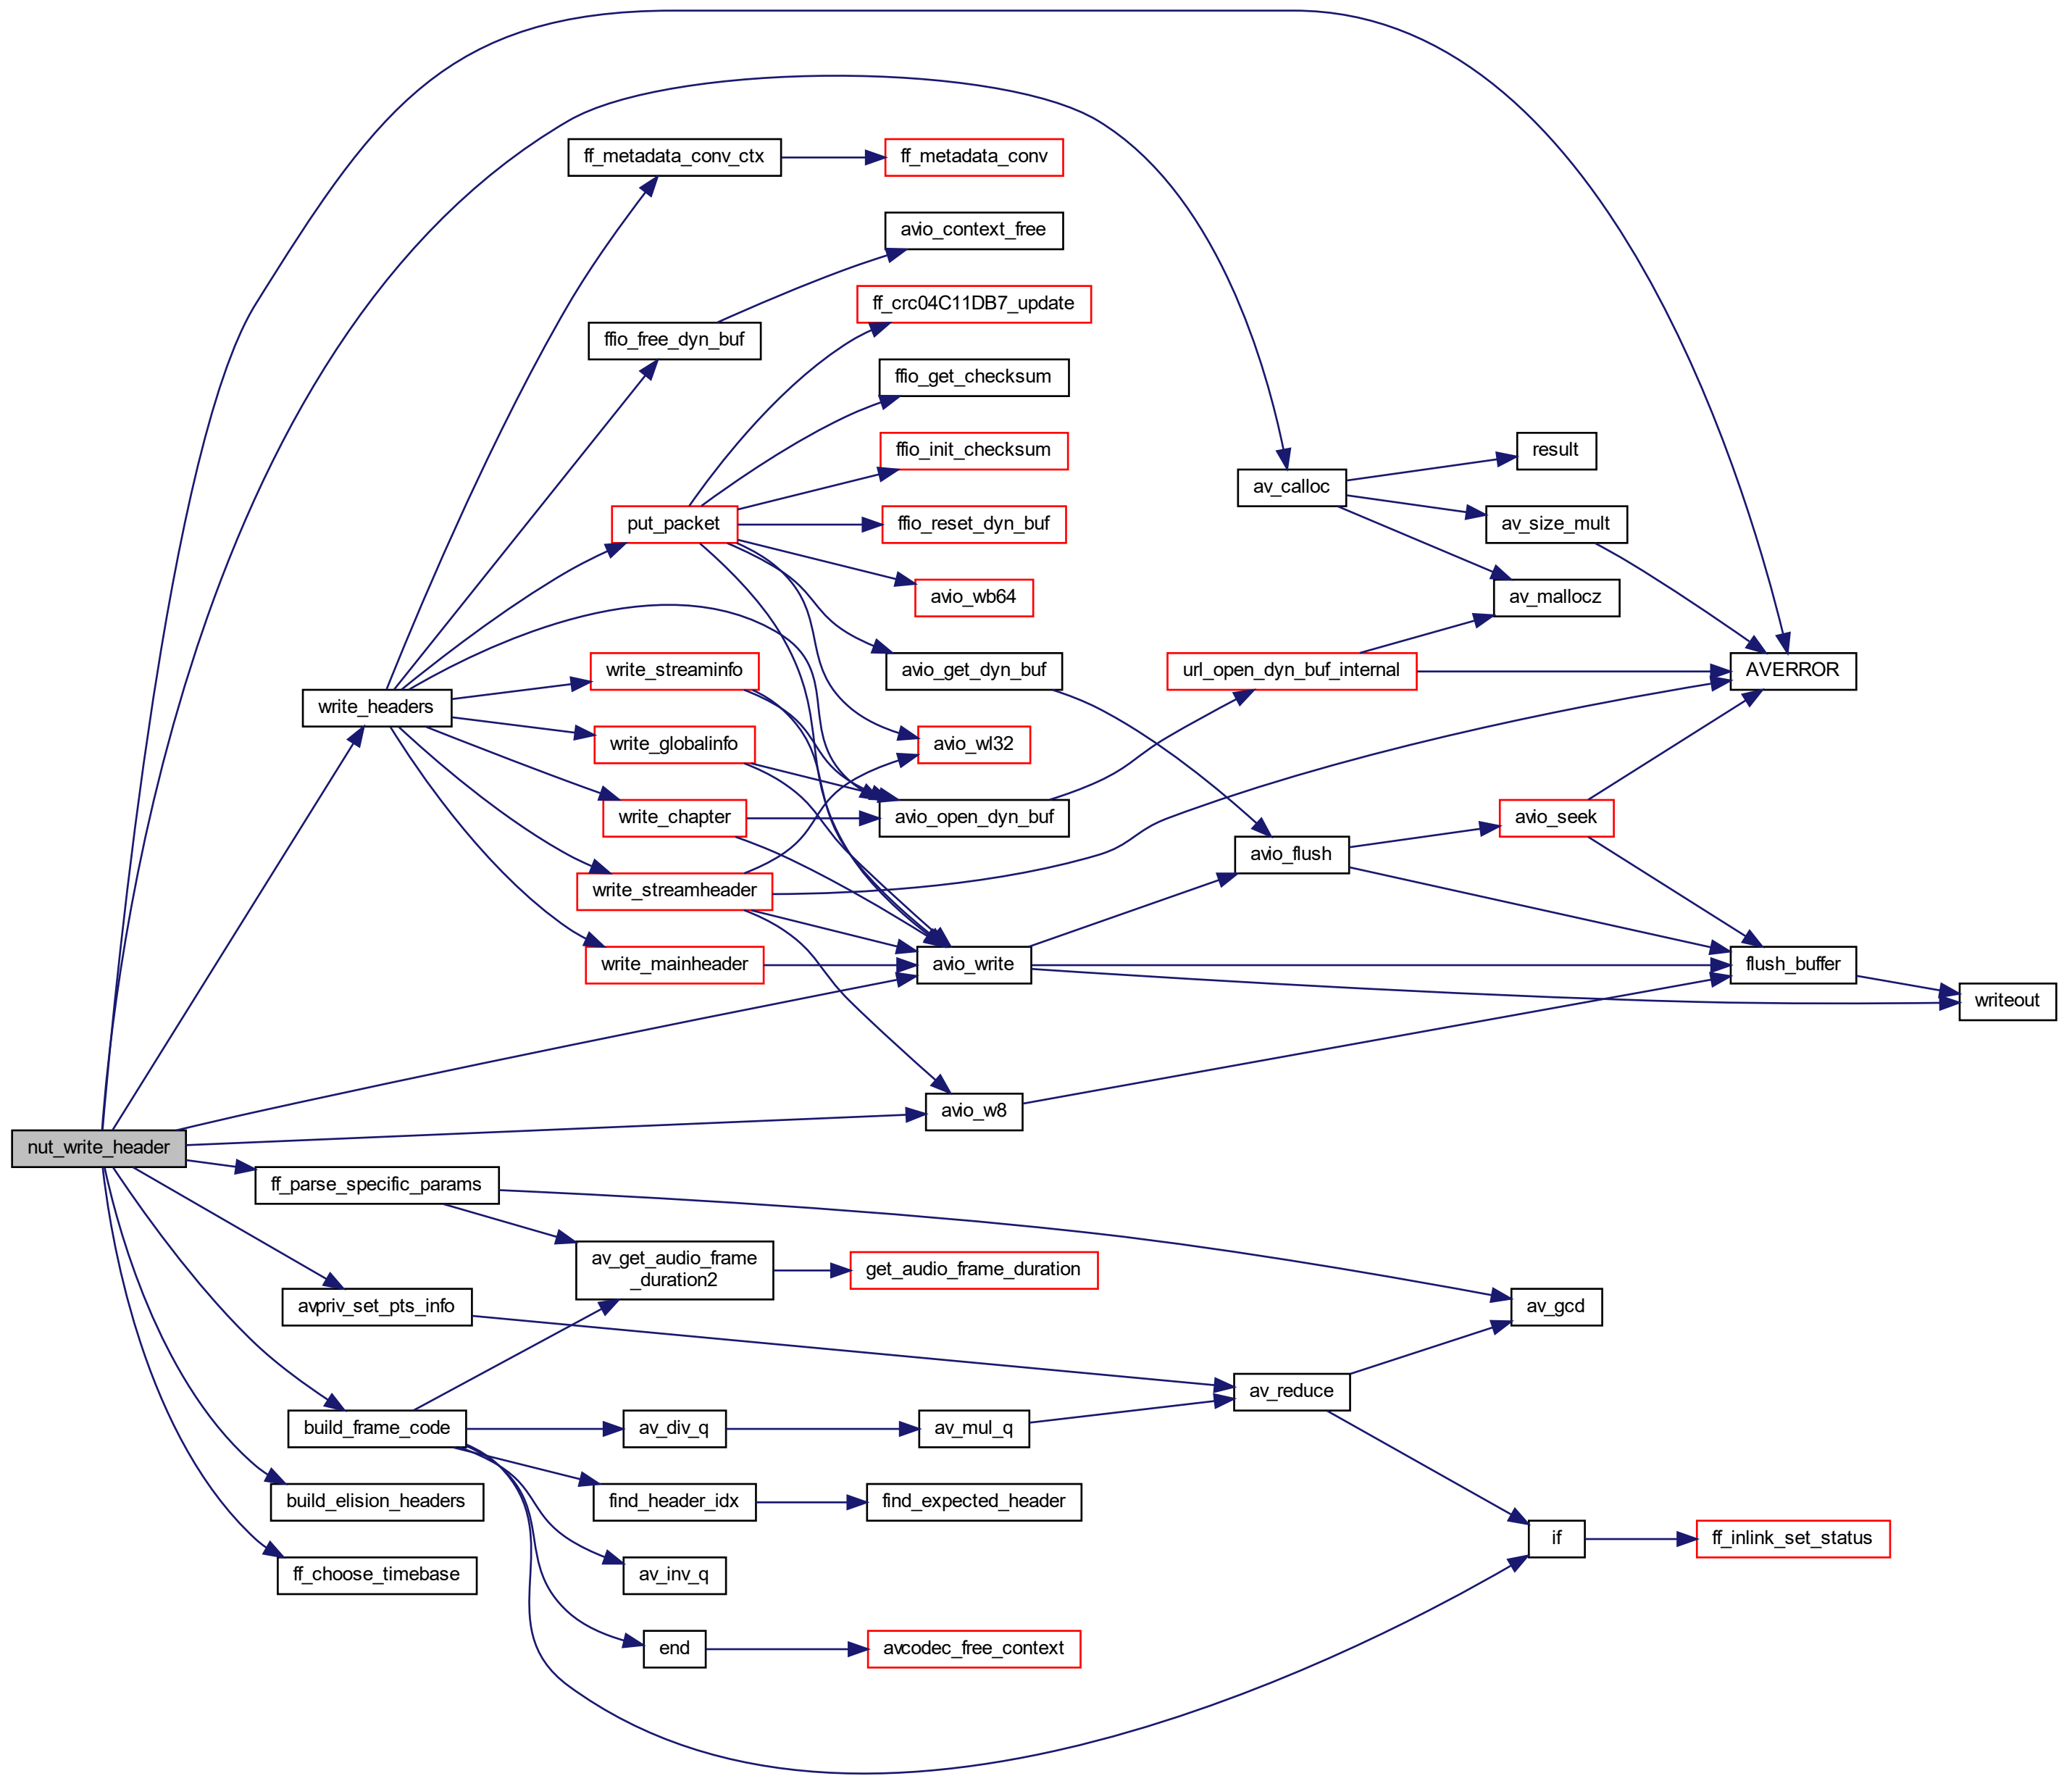 ff_metadata_conv_ctx
ff_metadata_conv
avio_context_free
ff_crc04C11DB7_update
ffio_free_dyn_buf
ffio_get_checksum
ffio_init_checksum
result
av_calloc
put_packet
ffio_reset_dyn_buf
av_size_mult
avio_wb64
av_mallocz
write_streaminfo
avio_get_dyn_buf
url_open_dyn_buf_internal
AVERROR
write_headers
write_globalinfo
avio_wl32
write_chapter
avio_open_dyn_buf
avio_seek
avio_flush
write_streamheader
write_mainheader
avio_write
flush_buffer
writeout
avio_w8
nut_write_header
ff_parse_specific_params
av_get_audio_frame
_duration2
get_audio_frame_duration
avpriv_set_pts_info
av_gcd
av_reduce
build_frame_code
av_div_q
av_mul_q
build_elision_headers
find_header_idx
find_expected_header
if
ff_inlink_set_status
ff_choose_timebase
av_inv_q
end
avcodec_free_context